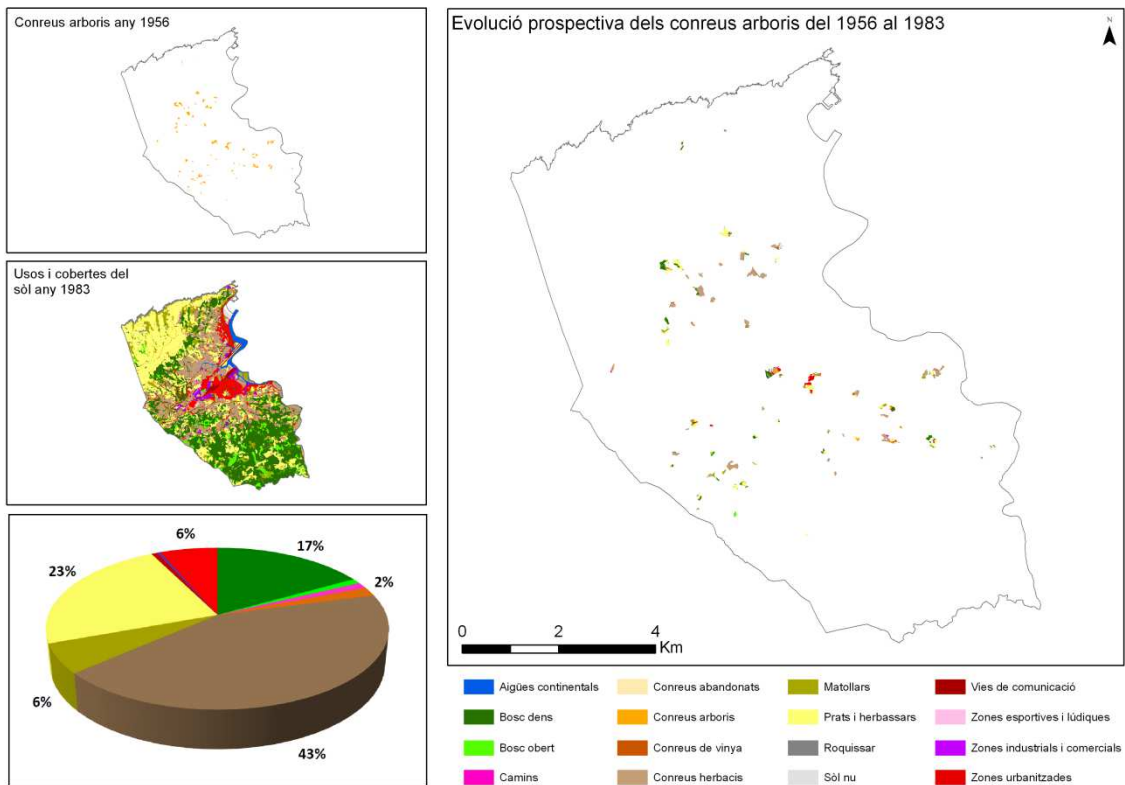 Conreus arboris any 1956
Evolució prospectiva dels conreus arboris del 1956 al 1983
N
Usos i cobertes del
sòl any 1983
6%
17%
23%
2%
6%
43%
0 2 4
Km
Aigües continentals
Conreus abandonats
Matollars
Vies de comunicació
Bosc dens
Conreus arboris
Prats i herbassars
Zones esportives i lúdiques
Bosc obert
Conreus de vinya
Roquissar
Zones industrials i comercials
Camins
Conreus herbacis
Sòl nu
Zones urbanitzades